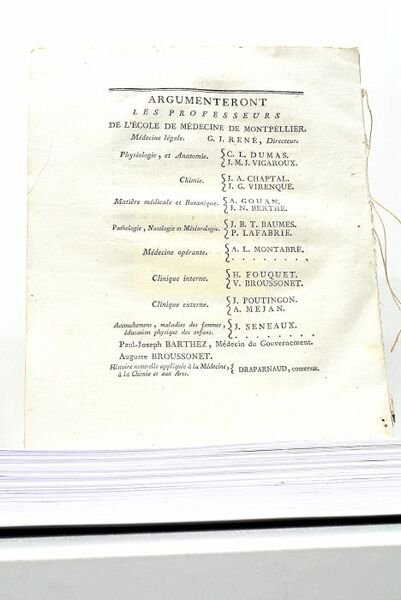 ARGUMENTERONT
LES PROFESSEURS
DE L'ÉCOLE DE MÉDECINE DE MONTPELLIER.
Médecine légale. G. J. RENÉ, Directeur.
Physiologie, et Anatomie. { C. L. DUMAS.
J. M. J. VIGAROUX.
Chimie. { J. A. CHAPTAL.
J. G. VIRENQUE.
Matière médicale et Botanique. { A. GOUAN.
J. N. BERTHE.
Pathologie, Nosologie et Météorologie. { J. B. T. BAUMES.
P. LAFABRIE.
Médecine opérante. { A. L. MONTABRÉ.
. . . . . . . .
Clinique interne. { H. FOUQUET.
V. BROUSSONET.
Clinique externe. { J. POUTINGON.
A. MEJAN.
Accouchemens, maladies des femmes, { J. SENEAUX.
éducation physique des enfans. . . . . . . . .
Paul-Joseph BARTHEZ, Médecin du Gouvernement.
Auguste BROUSSONET.
Histoire naturelle appliquée à la Médecine, { DRAPARNAUD, conserv.
à la Chimie et aux Arts.